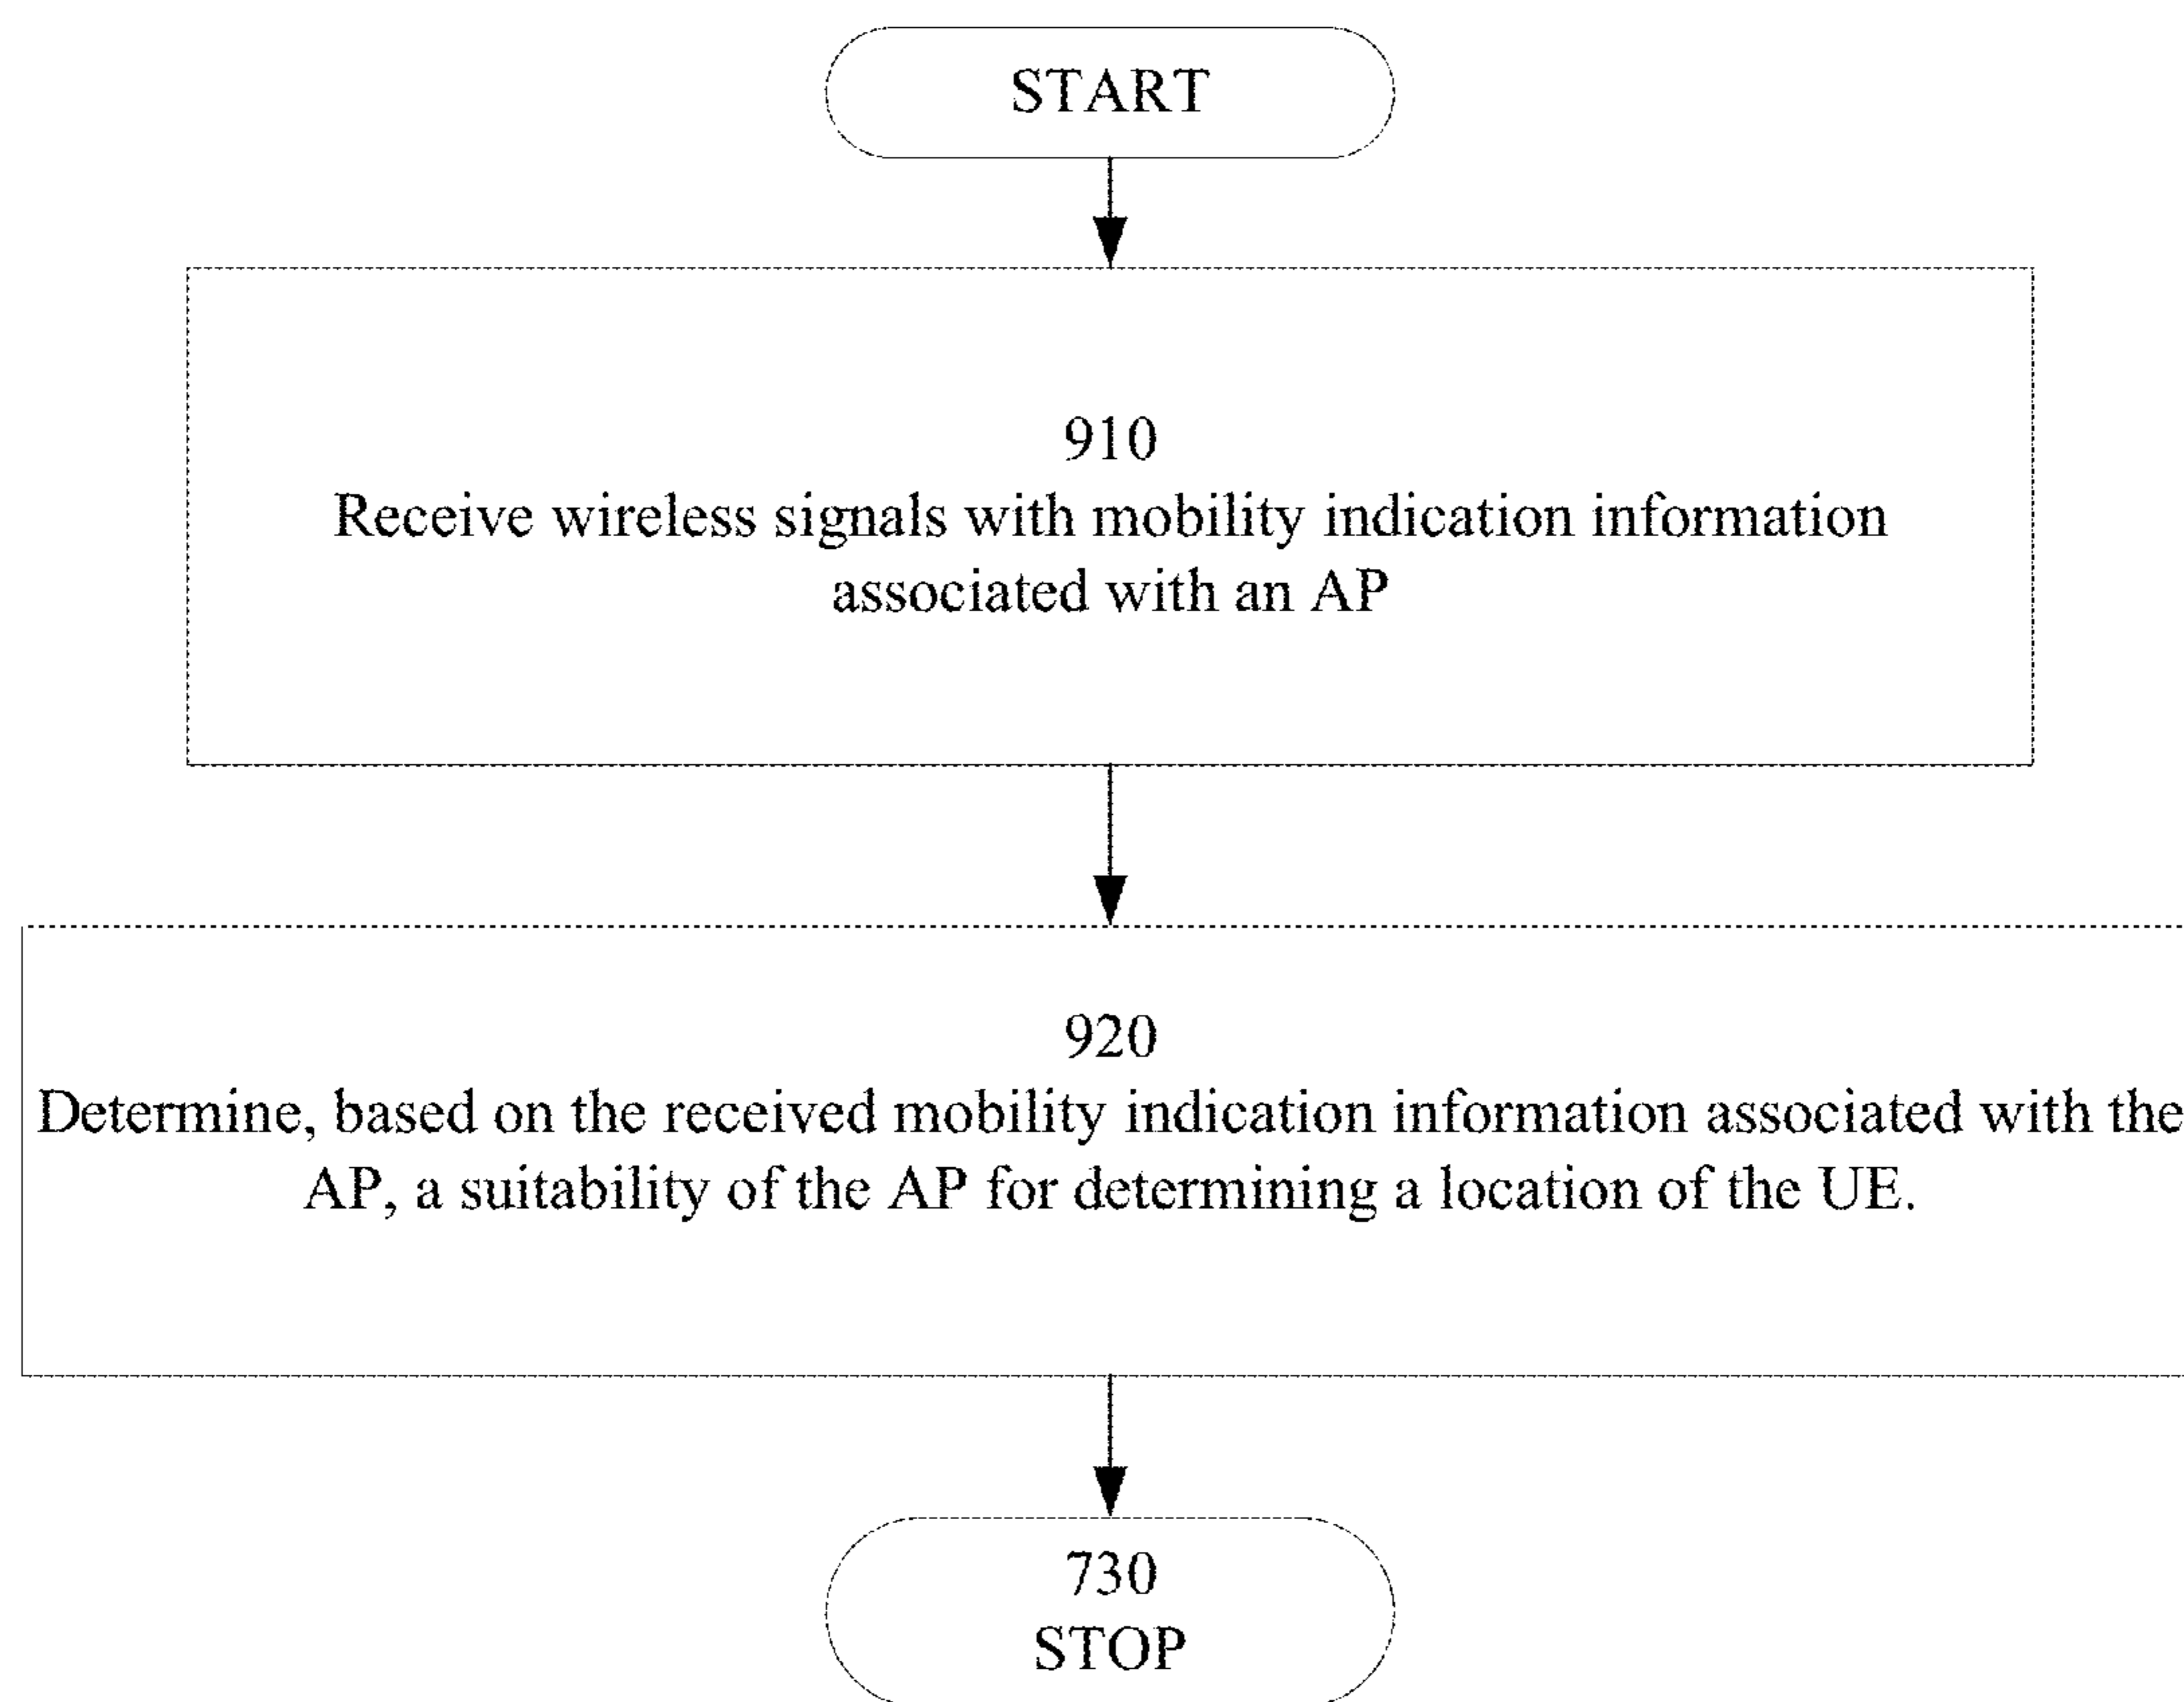 START
910
Receive wireless signals with mobility indication information
associated with an AP
920
Determine, based on the received mobility indication information associated with the
AP, a suitability of the AP for determining a location of the UE.
730
STOP